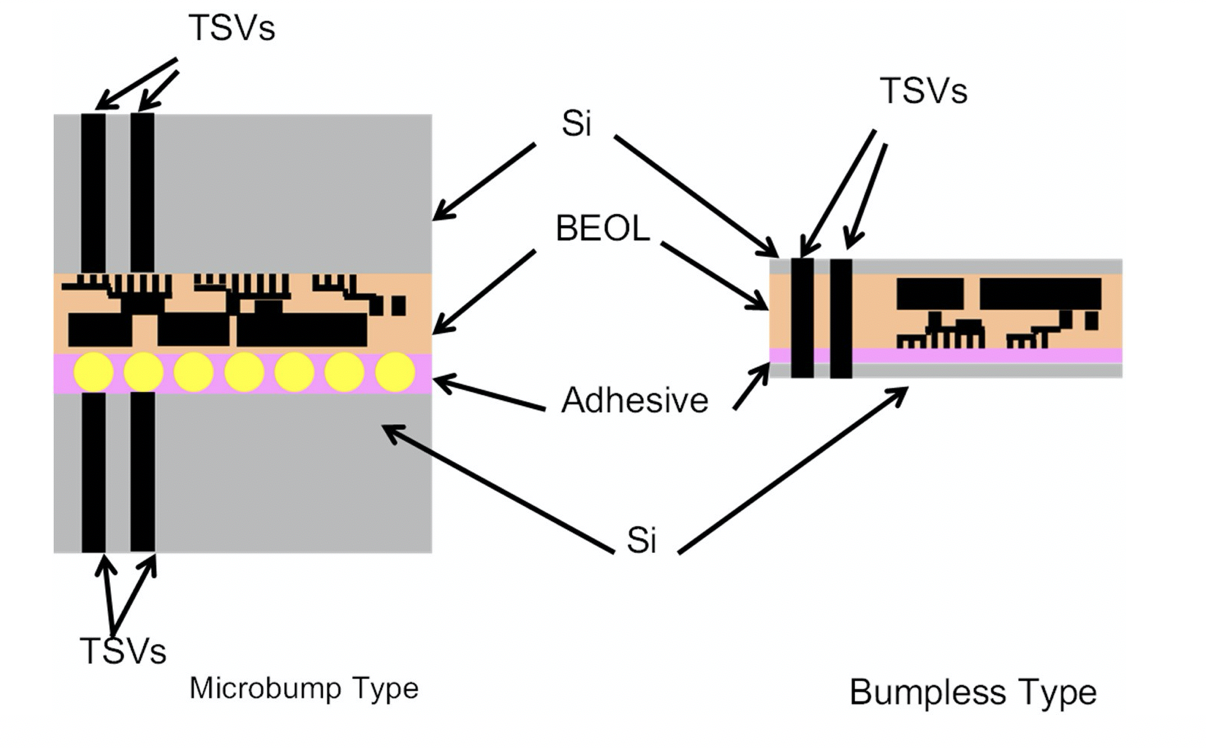 TSVs
TSVs
Si
BEOL
Adhesive
Si
TSVs
Microbump Type
Bumpless Type